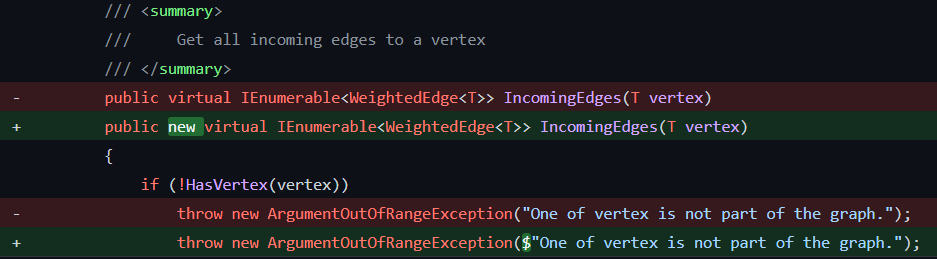 /// <summary>
///     Get all incoming edges to a vertex
/// </summary>
- public virtual IEnumerable<WeightedEdge<T>> IncomingEdges(T vertex)
+ public new virtual IEnumerable<WeightedEdge<T>> IncomingEdges(T vertex)
{
if (!HasVertex(vertex))
- throw new ArgumentOutOfRangeException("One of vertex is not part of the graph.");
+ throw new ArgumentOutOfRangeException($"One of vertex is not part of the graph.");